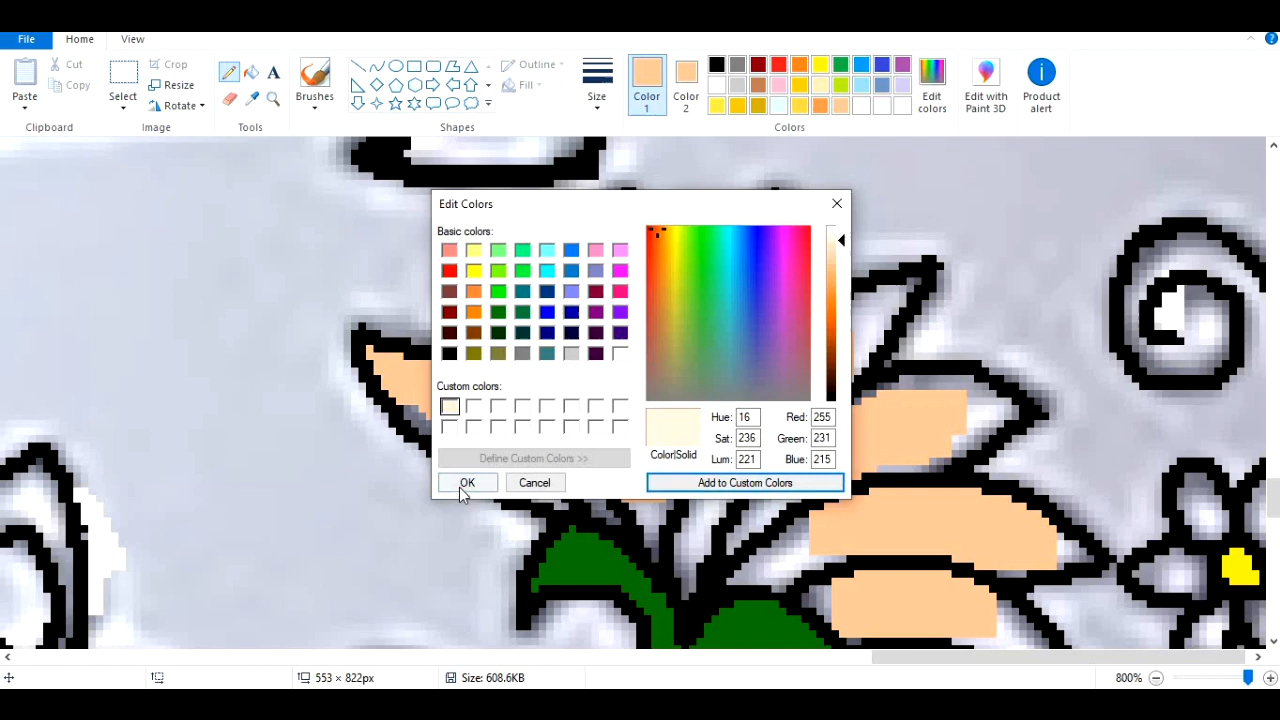 File Home View
Paste
Cut
Copy
Clipboard
Select
Crop
Resize
Rotate
Image
A
Tools
Brushes
Outline
Fill
Shapes
Size
Color 1
Color 2
Edit colors
Colors
Edit with Paint 3D
Product alert
Edit Colors
Basic colors:
Custom colors:
Define Custom Colors >>
OK Cancel
Color|Solid
Hue: 16 Red: 255
Sat: 236 Green: 231
Lum: 221 Blue: 215
Add to Custom Colors
553 × 822px Size: 608.6KB 800%